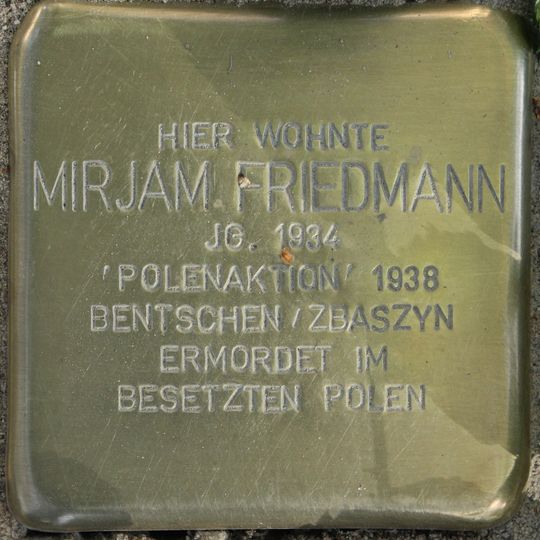 HIER WOHNTE
MIRJAM FRIEDMANN
JG. 1934
'POLENAKTION' 1938
BENTSCHEN / ZBASZYN
ERMORDET IM
BESETZTEN POLEN